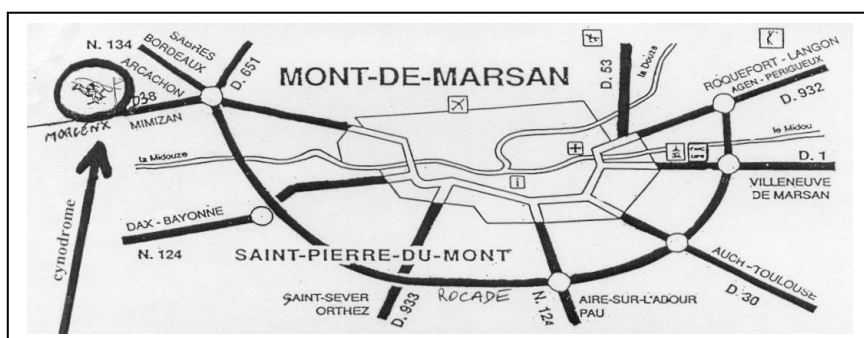 N. 134
SABRES
BORDEAUX
ARCACHON
D38
MIMIZAN
MORCENX
D. 651
MONT-DE-MARSAN
D. 53
la Douze
ROQUEFORT - LANGON
AGEN - PERIGUEUX
D. 932
le Midou
PARC
D. 1
VILLENEUVE
DE MARSAN
la Midouze
i
DAX - BAYONNE
N. 124
SAINT-PIERRE-DU-MONT
SAINT-SEVER
ORTHEZ
D. 933
ROCADE
N. 124
AIRE-SUR-L'ADOUR
PAU
AUCH-TOULOUSE
D. 30
cynodrome